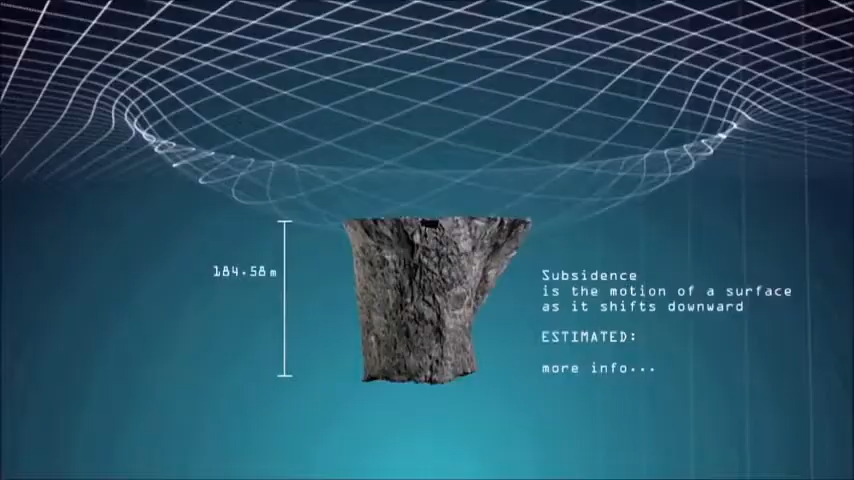 184.58m
Subsidence
is the motion of a surface
as it shifts downward
ESTIMATED:
more info...